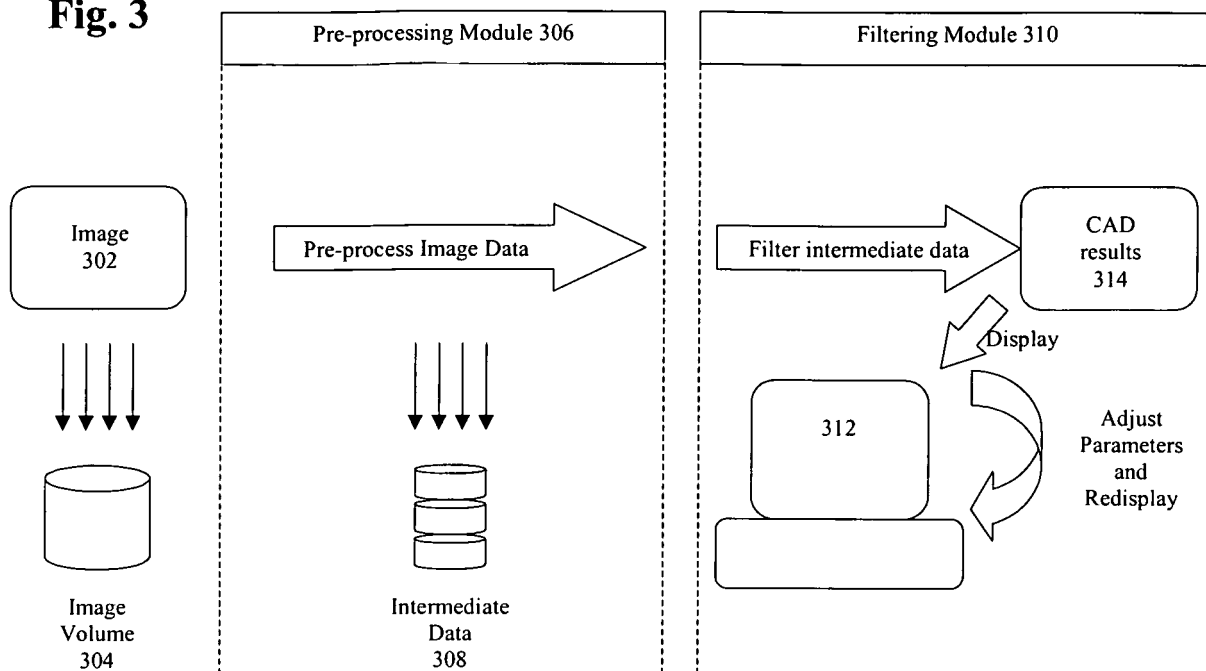 Fig. 3
Pre-processing Module 306
Filtering Module 310
Image
302
Pre-process Image Data
Filter intermediate data
CAD
results
314
Display
312
Adjust
Parameters
and
Redisplay
Image
Volume
304
Intermediate
Data
308